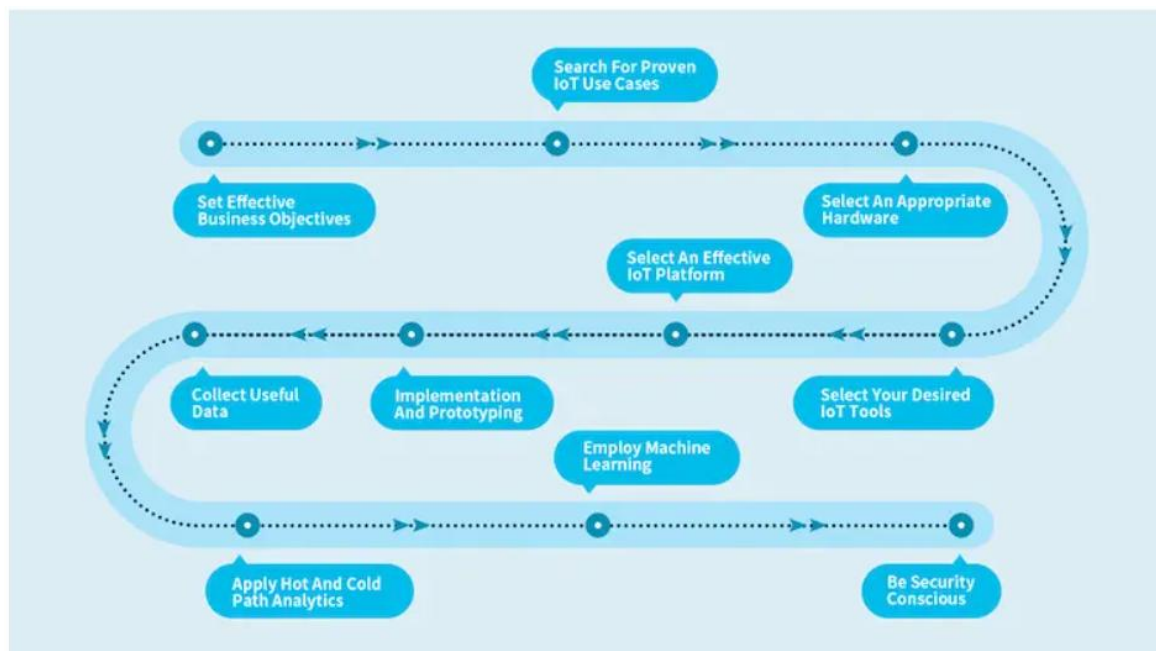 Search For Proven
IoT Use Cases
Set Effective
Business Objectives
Select An Appropriate
Hardware
Select An Effective
IoT Platform
Collect Useful
Data
Implementation
And Prototyping
Select Your Desired
IoT Tools
Employ Machine
Learning
Apply Hot And Cold
Path Analytics
Be Security
Conscious